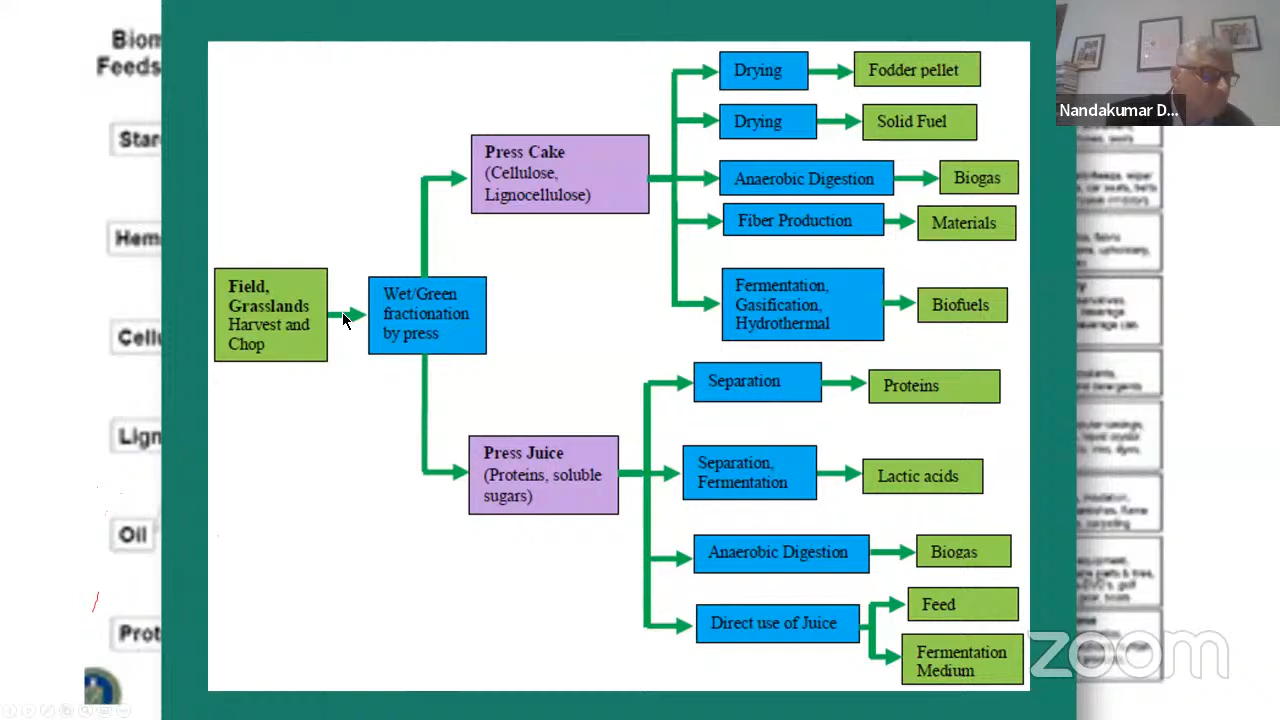 Biom
Feeds
Star
Hem
Cellu
Lign
Oil
Prot
Field,
Grasslands
Harvest and
Chop
Wet/Green
fractionation
by press
Press Cake
(Cellulose,
Lignocellulose)
Drying
Fodder pellet
Drying
Solid Fuel
Anaerobic Digestion
Biogas
Fiber Production
Materials
Fermentation,
Gasification,
Hydrothermal
Biofuels
Press Juice
(Proteins, soluble
sugars)
Separation
Proteins
Separation,
Fermentation
Lactic acids
Anaerobic Digestion
Biogas
Direct use of Juice
Feed
Fermentation
Medium
Nandakumar D...
zoom